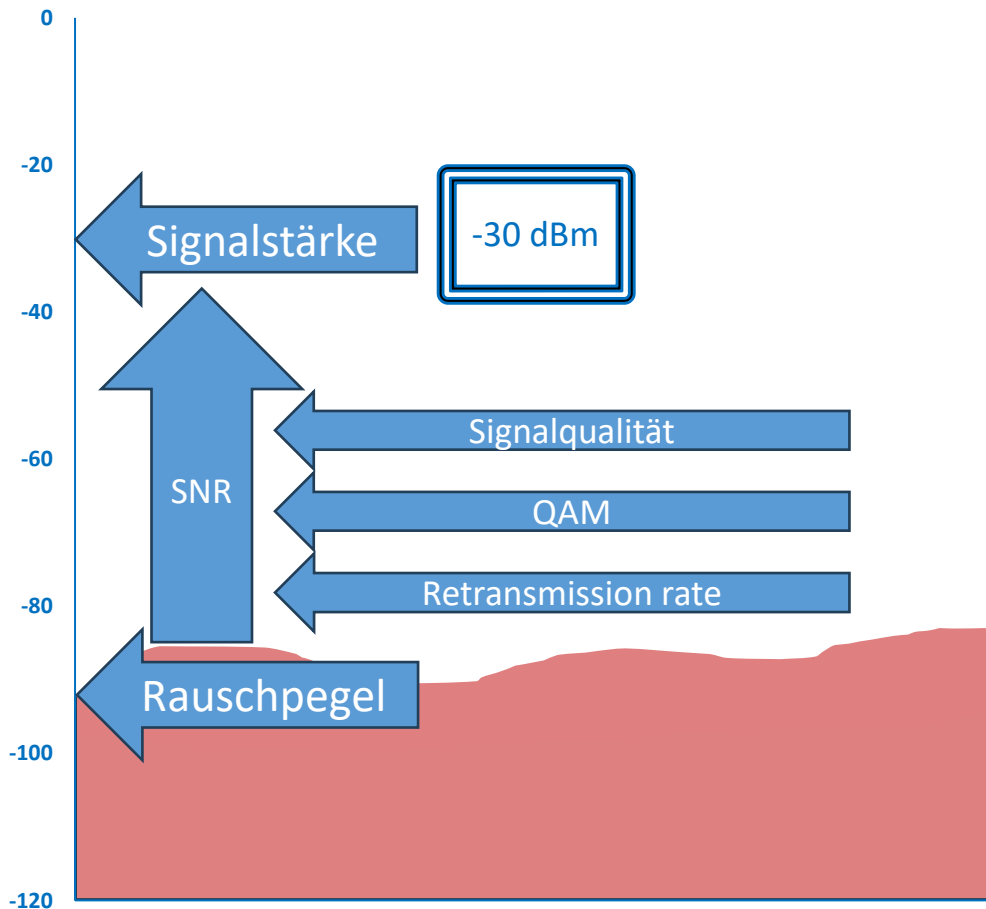 0
-20
Signalstärke
-30 dBm
-40
Signalqualität
-60
SNR
QAM
Retransmission rate
-80
Rauschpegel
-100
-120